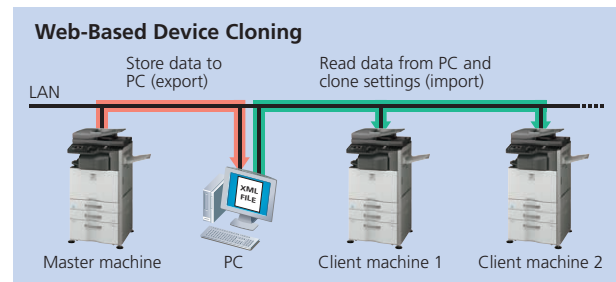 Web-Based Device Cloning
Store data to
PC (export)
Read data from PC and
clone settings (import)
LAN
XML
FILE
Master machine
PC
Client machine 1
Client machine 2